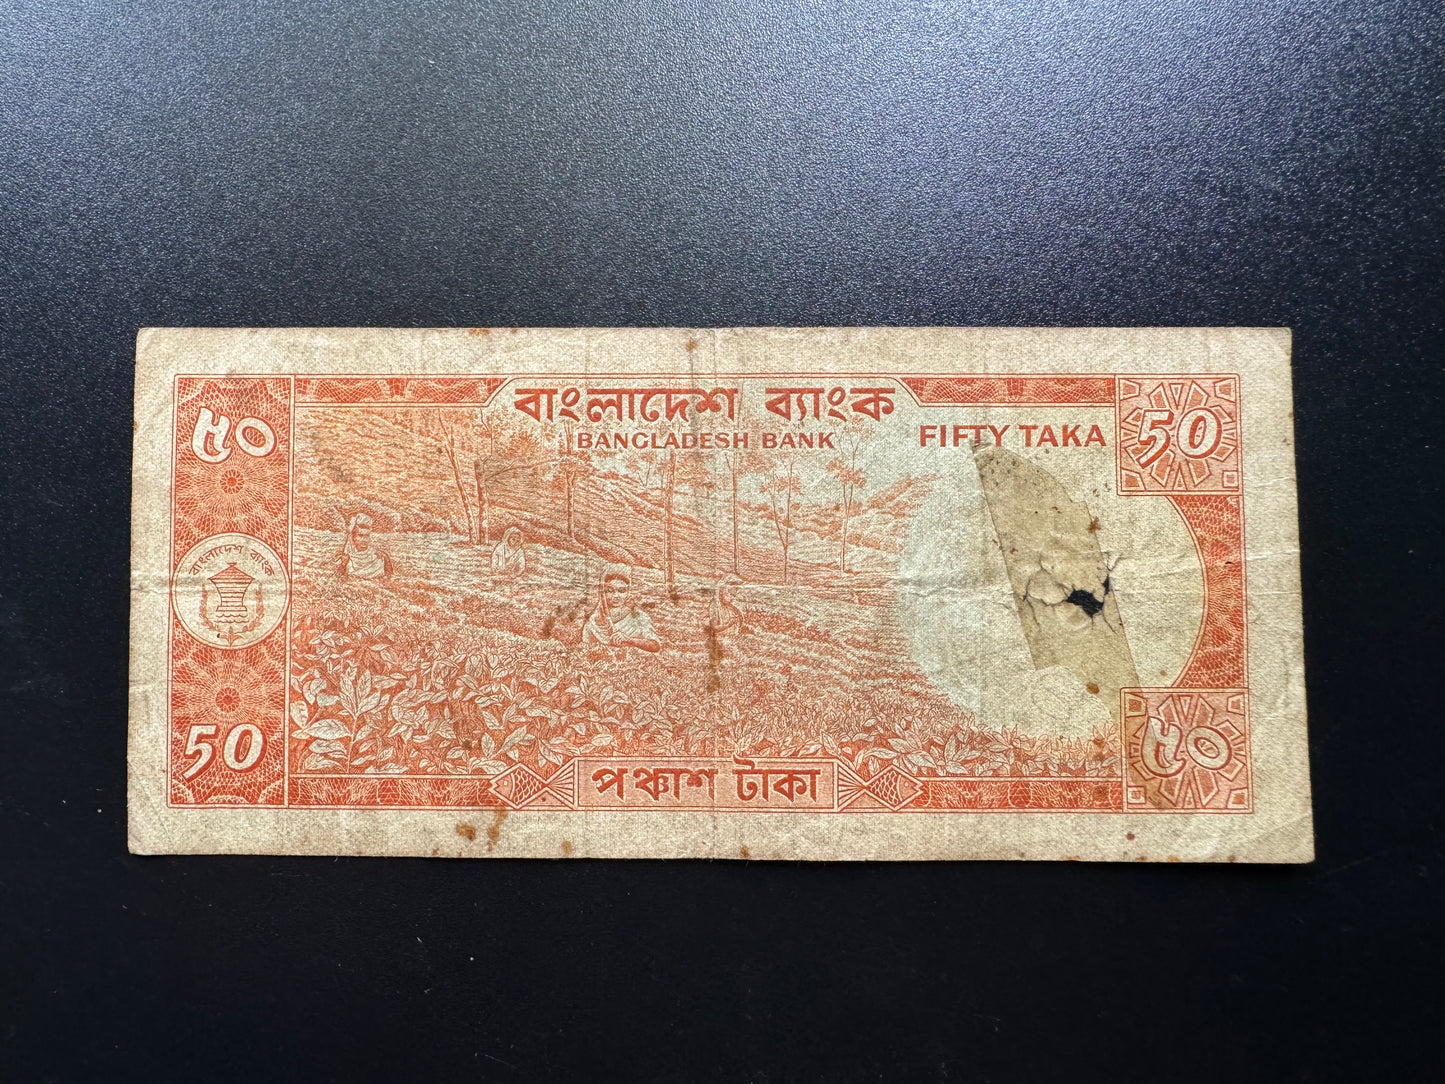 বাংলাদেশ ব্যাংক
BANGLADESH BANK
FIFTY TAKA
50
৫০
বাংলাদেশ ব্যাংক
50
পঞ্চাশ টাকা
৫০